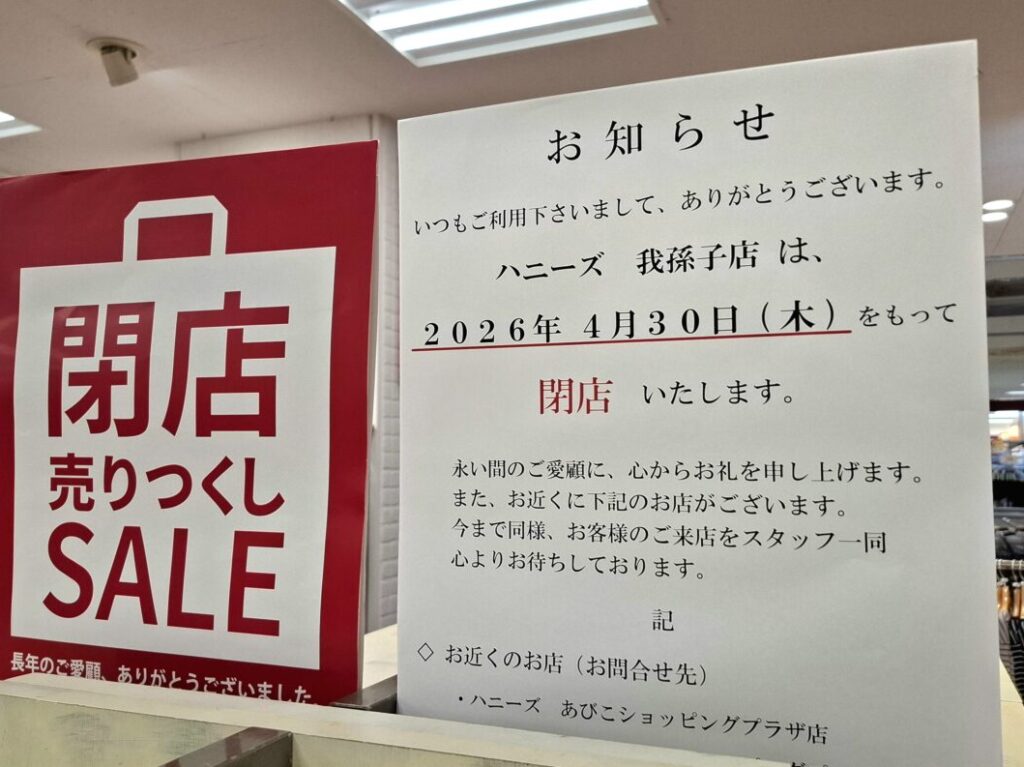 閉店
売りつくし
SALE
長年のご愛顧、ありがとうございました
お知らせ
いつもご利用下さいまして、ありがとうございます。
ハニーズ 我孫子店 は、
2026年 4月30日(木)をもって
閉店 いたします。
永い間のご愛顧に、心からお礼を申し上げます。
また、お近くに下記のお店がございます。
今まで同様、お客様のご来店をスタッフ一同
心よりお待ちしております。
記
◇ お近くのお店(お問合せ先)
・ハニーズ あびこショッピングプラザ店